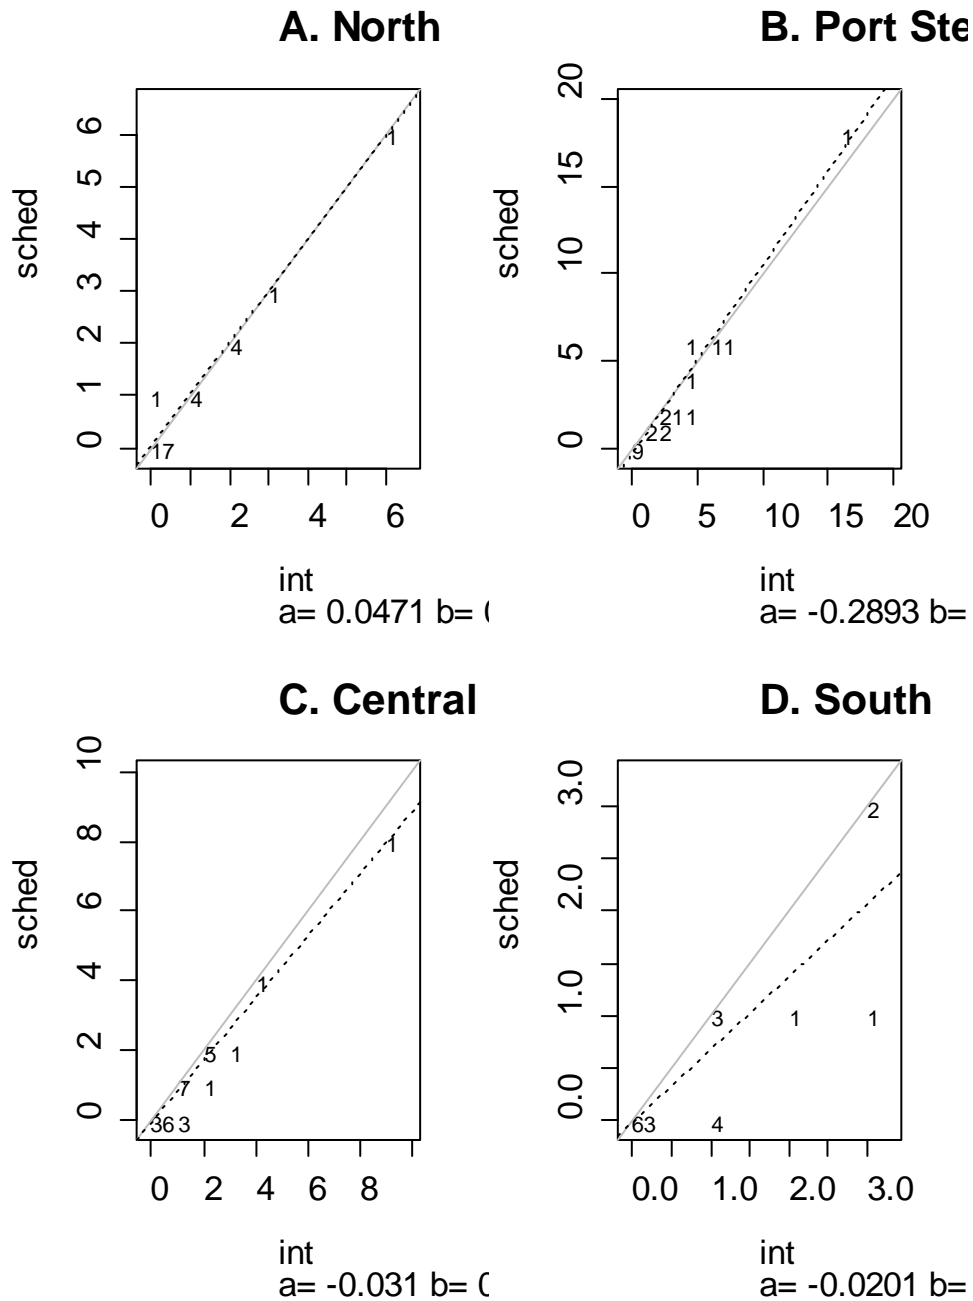 A. North
sched
6
5
4
3
2
1
0
1
1
4
1
4
17
0 2 4 6
int
a= 0.0471 b= 
B. Port Ste
sched
20
15
10
5
0
1
1
11
1
211
22
9
0 5 10 15 20
int
a= -0.2893 b=
C. Central
sched
10
8
6
4
2
0
1
1
5 1
7 1
36 3
0 2 4 6 8
int
a= -0.031 b= 
D. South
sched
3.0
2.0
1.0
0.0
2
3 1 1
63 4
0.0 1.0 2.0 3.0
int
a= -0.0201 b=